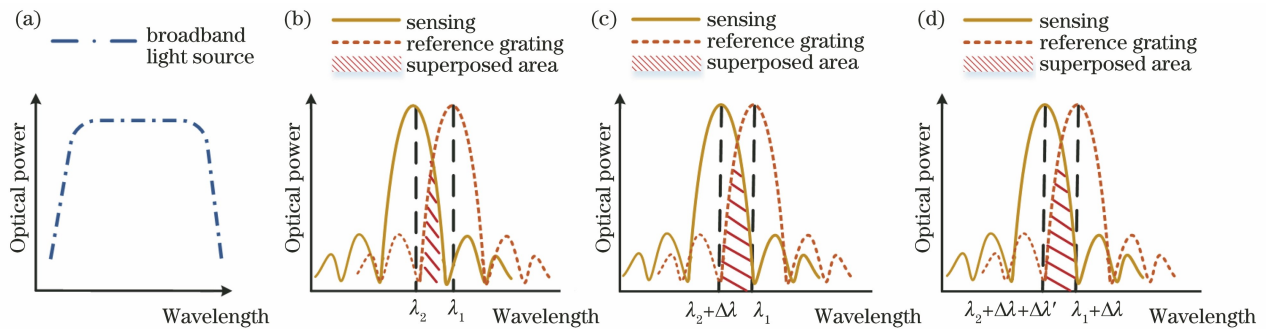 (a)
broadband
light source
Optical power
Wavelength
(b)
sensing
reference grating
superposed area
Optical power
λ₂
λ₁
Wavelength
(c)
sensing
reference grating
superposed area
Optical power
λ₂+Δλ
λ₁
Wavelength
(d)
sensing
reference grating
superposed area
Optical power
λ₂+Δλ+Δλ′
λ₁+Δλ
Wavelength